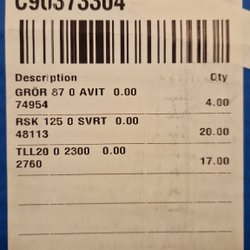 C90373304
Description Qty
GRÖR 87 0 AVIT 0.00
74954 4.00
RSK 125 0 SVRT 0.00
48113 20.00
TLL20 0 2300 0.00
2760 17.00